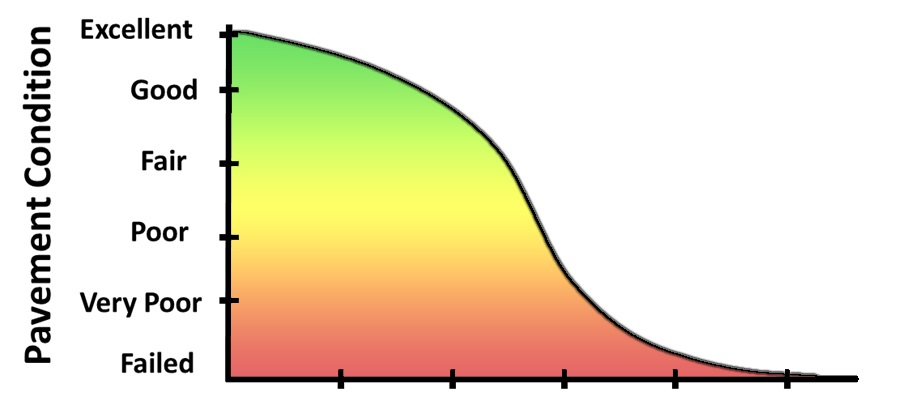 Pavement Condition
Excellent
Good
Fair
Poor
Very Poor
Failed